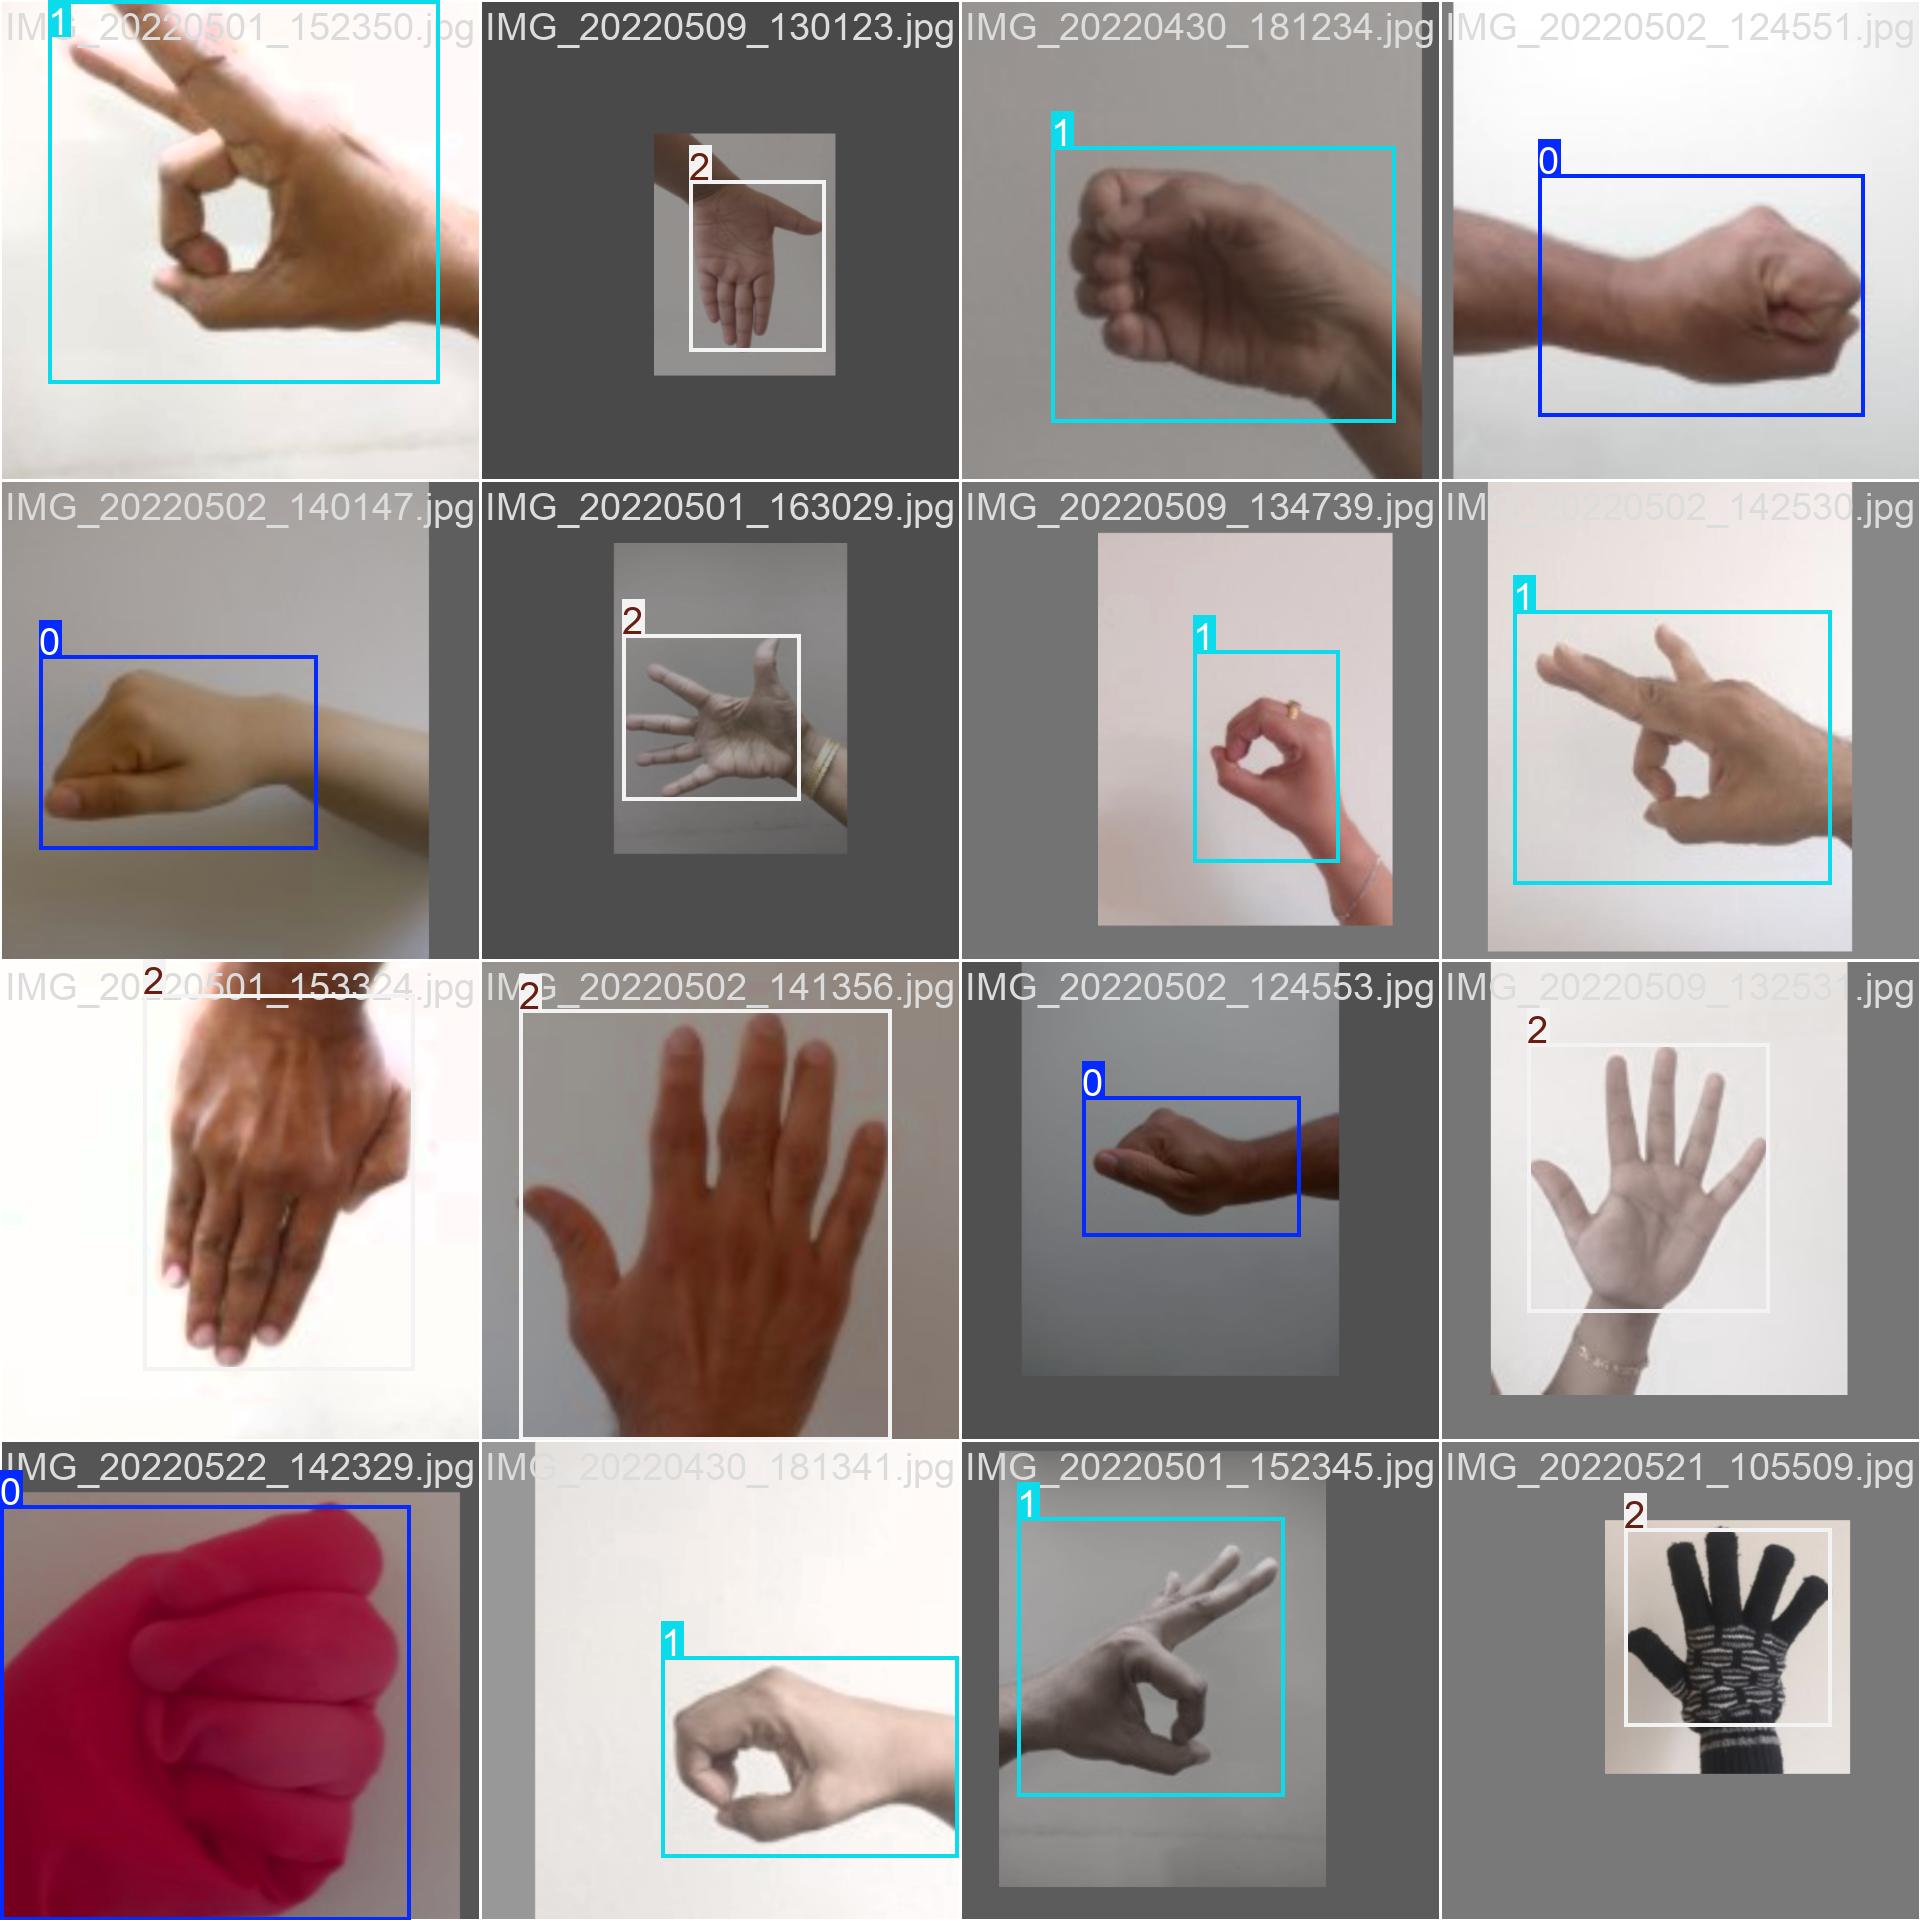 IMG_20220501_152350.jpg
1
IMG_20220509_130123.jpg
2
IMG_20220430_181234.jpg
1
IMG_20220502_124551.jpg
0
IMG_20220502_140147.jpg
0
IMG_20220501_163029.jpg
2
IMG_20220509_134739.jpg
1
IMG_20220502_142530.jpg
1
IMG_20220501_153324.jpg
2
IMG_20220502_141356.jpg
2
IMG_20220502_124553.jpg
0
IMG_20220509_132531.jpg
2
IMG_20220522_142329.jpg
0
IMG_20220430_181341.jpg
1
IMG_20220501_152345.jpg
1
IMG_20220521_105509.jpg
2